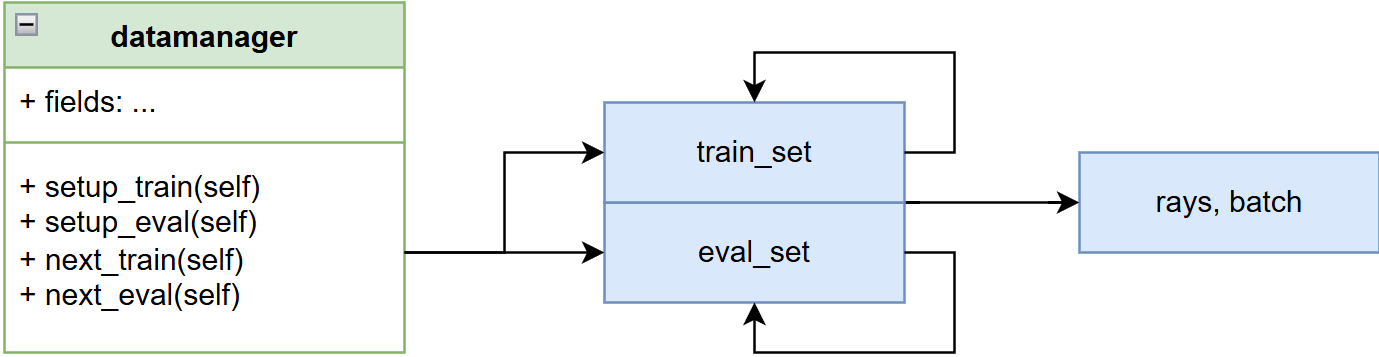 datamanager
+ fields: ...
+ setup_train(self)
+ setup_eval(self)
+ next_train(self)
+ next_eval(self)
train_set
eval_set
rays, batch